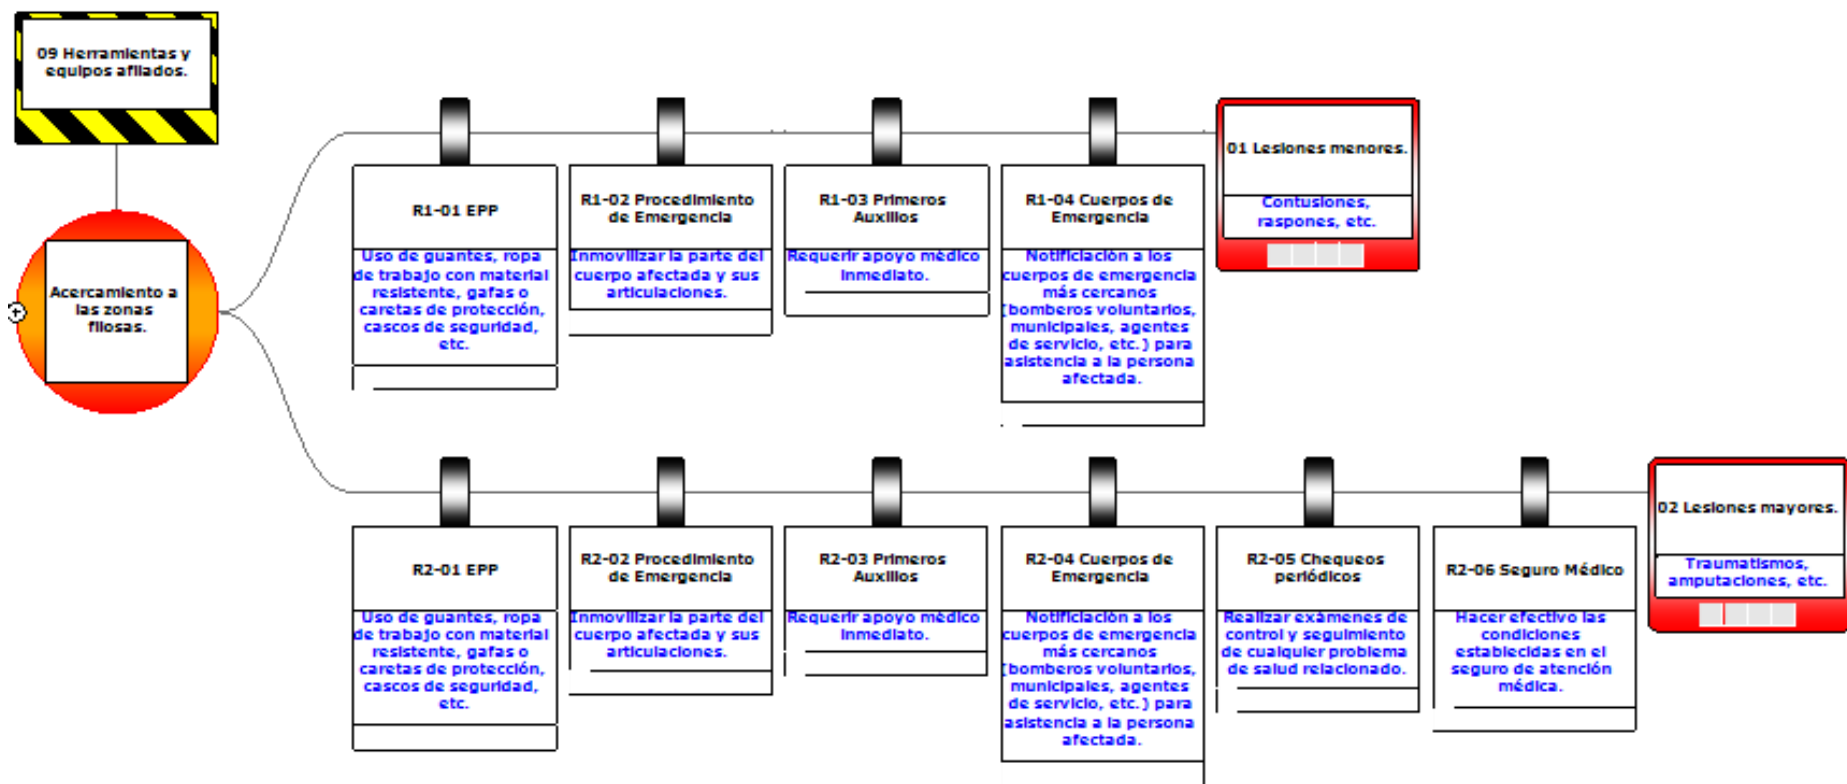 09 Herramientas y
equipos afilados.
Acercamiento a
las zonas
filosas.
R1-01 EPP
Uso de guantes, ropa
de trabajo con material
resistente, gafas o
caretas de protección,
cascos de seguridad,
etc.
R1-02 Procedimiento
de Emergencia
Inmovilizar la parte del
cuerpo afectada y sus
articulaciones.
R1-03 Primeros
Auxilios
Requerir apoyo médico
inmediato.
R1-04 Cuerpos de
Emergencia
Notificiación a los
cuerpos de emergencia
más cercanos
(bomberos voluntarios,
municipales, agentes
de servicio, etc.) para
asistencia a la persona
afectada.
01 Lesiones menores.
Contusiones,
raspones, etc.
R2-01 EPP
Uso de guantes, ropa
de trabajo con material
resistente, gafas o
caretas de protección,
cascos de seguridad,
etc.
R2-02 Procedimiento
de Emergencia
Inmovilizar la parte del
cuerpo afectada y sus
articulaciones.
R2-03 Primeros
Auxilios
Requerir apoyo médico
inmediato.
R2-04 Cuerpos de
Emergencia
Notificiación a los
cuerpos de emergencia
más cercanos
(bomberos voluntarios,
municipales, agentes
de servicio, etc.) para
asistencia a la persona
afectada.
R2-05 Chequeos
periódicos
Realizar exámenes de
control y seguimiento
de cualquier problema
de salud relacionado.
R2-06 Seguro Médico
Hacer efectivo las
condiciones
establecidas en el
seguro de atención
médica.
02 Lesiones mayores.
Traumatismos,
amputaciones, etc.